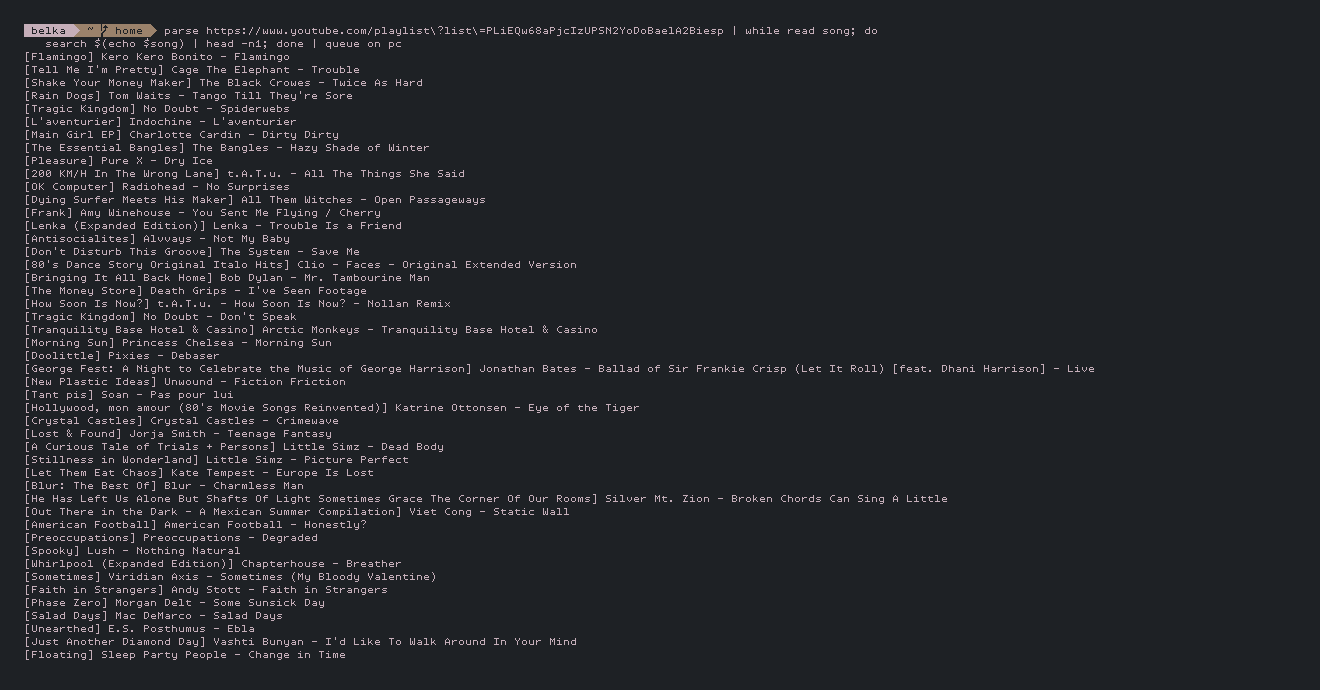 belka ~ home parse https://www.youtube.com/playlist\?list\=PLiEQw68aPjcIzUPSN2YoDoBaelA2Biesp | while read song; do
search $(echo $song) | head -n1; done | queue on pc
[Flamingo] Kero Kero Bonito - Flamingo
[Tell Me I'm Pretty] Cage The Elephant - Trouble
[Shake Your Money Maker] The Black Crowes - Twice As Hard
[Rain Dogs] Tom Waits - Tango Till They're Sore
[Tragic Kingdom] No Doubt - Spiderwebs
[L'aventurier] Indochine - L'aventurier
[Main Girl EP] Charlotte Cardin - Dirty Dirty
[The Essential Bangles] The Bangles - Hazy Shade of Winter
[Pleasure] Pure X - Dry Ice
[200 KM/H In The Wrong Lane] t.A.T.u. - All The Things She Said
[OK Computer] Radiohead - No Surprises
[Dying Surfer Meets His Maker] All Them Witches - Open Passageways
[Frank] Amy Winehouse - You Sent Me Flying / Cherry
[Lenka (Expanded Edition)] Lenka - Trouble Is a Friend
[Antisocialites] Alvvays - Not My Baby
[Don't Disturb This Groove] The System - Save Me
[80's Dance Story Original Italo Hits] Clio - Faces - Original Extended Version
[Bringing It All Back Home] Bob Dylan - Mr. Tambourine Man
[The Money Store] Death Grips - I've Seen Footage
[How Soon Is Now?] t.A.T.u. - How Soon Is Now? - Nollan Remix
[Tragic Kingdom] No Doubt - Don't Speak
[Tranquility Base Hotel & Casino] Arctic Monkeys - Tranquility Base Hotel & Casino
[Morning Sun] Princess Chelsea - Morning Sun
[Doolittle] Pixies - Debaser
[George Fest: A Night to Celebrate the Music of George Harrison] Jonathan Bates - Ballad of Sir Frankie Crisp (Let It Roll) [feat. Dhani Harrison] - Live
[New Plastic Ideas] Unwound - Fiction Friction
[Tant pis] Soan - Pas pour lui
[Hollywood, mon amour (80's Movie Songs Reinvented)] Katrine Ottonsen - Eye of the Tiger
[Crystal Castles] Crystal Castles - Crimewave
[Lost & Found] Jorja Smith - Teenage Fantasy
[A Curious Tale of Trials + Persons] Little Simz - Dead Body
[Stillness in Wonderland] Little Simz - Picture Perfect
[Let Them Eat Chaos] Kate Tempest - Europe Is Lost
[Blur: The Best Of] Blur - Charmless Man
[He Has Left Us Alone But Shafts Of Light Sometimes Grace The Corner Of Our Rooms] Silver Mt. Zion - Broken Chords Can Sing A Little
[Out There in the Dark - A Mexican Summer Compilation] Viet Cong - Static Wall
[American Football] American Football - Honestly?
[Preoccupations] Preoccupations - Degraded
[Spooky] Lush - Nothing Natural
[Whirlpool (Expanded Edition)] Chapterhouse - Breather
[Sometimes] Viridian Axis - Sometimes (My Bloody Valentine)
[Faith in Strangers] Andy Stott - Faith in Strangers
[Phase Zero] Morgan Delt - Some Sunsick Day
[Salad Days] Mac DeMarco - Salad Days
[Unearthed] E.S. Posthumus - Ebla
[Just Another Diamond Day] Vashti Bunyan - I'd Like To Walk Around In Your Mind
[Floating] Sleep Party People - Change in Time